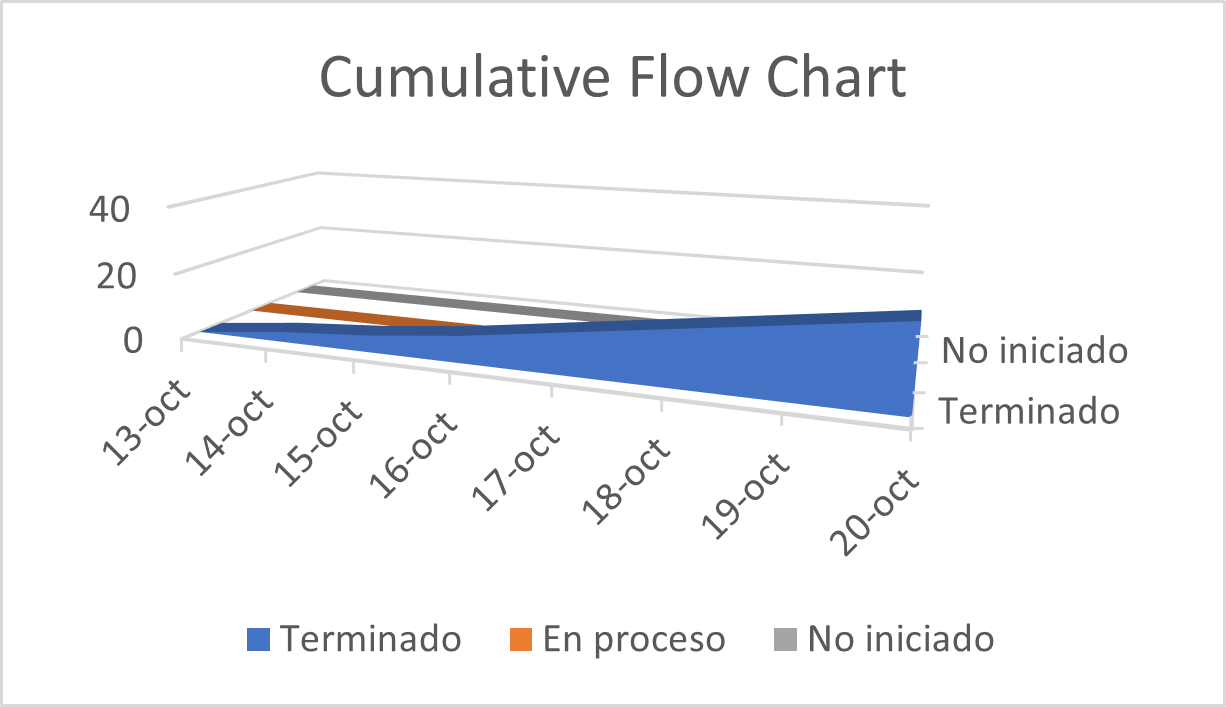 Cumulative Flow Chart
40
20
0
13-oct
14-oct
15-oct
16-oct
17-oct
18-oct
19-oct
20-oct
No iniciado
Terminado
Terminado En proceso No iniciado